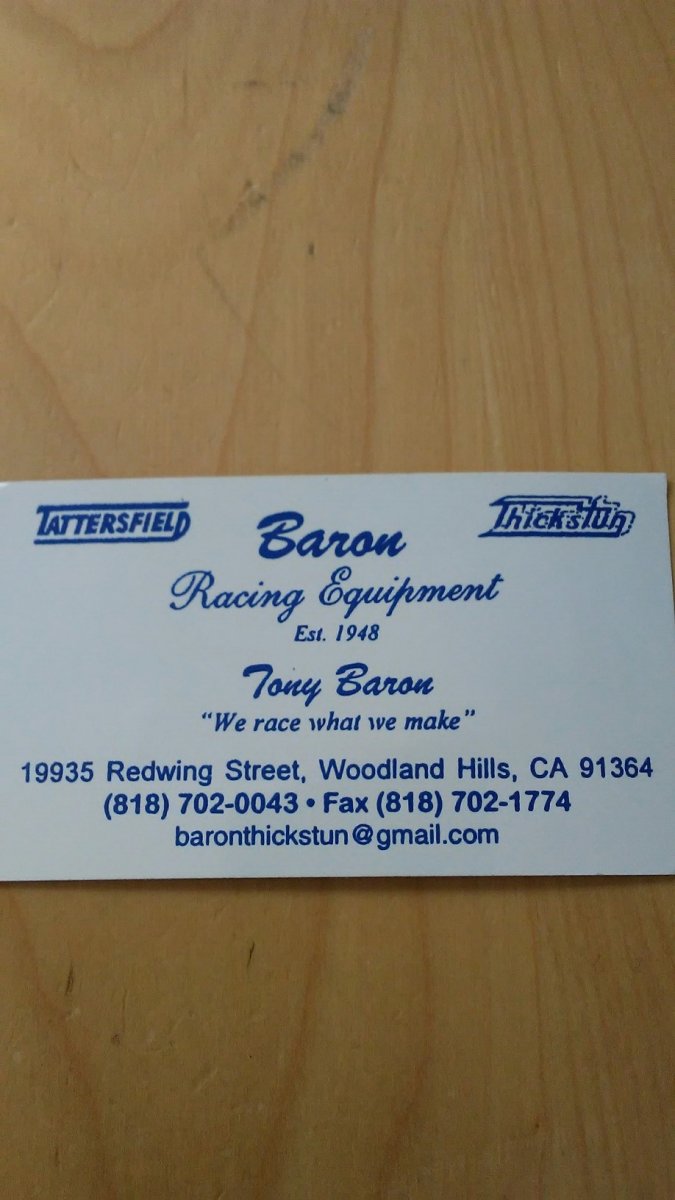 TATTERSFIELD
Thickstun
Baron
Racing Equipment
Est. 1948
Tony Baron
"We race what we make"
19935 Redwing Street, Woodland Hills, CA 91364
(818) 702-0043 • Fax (818) 702-1774
baronthickstun@gmail.com